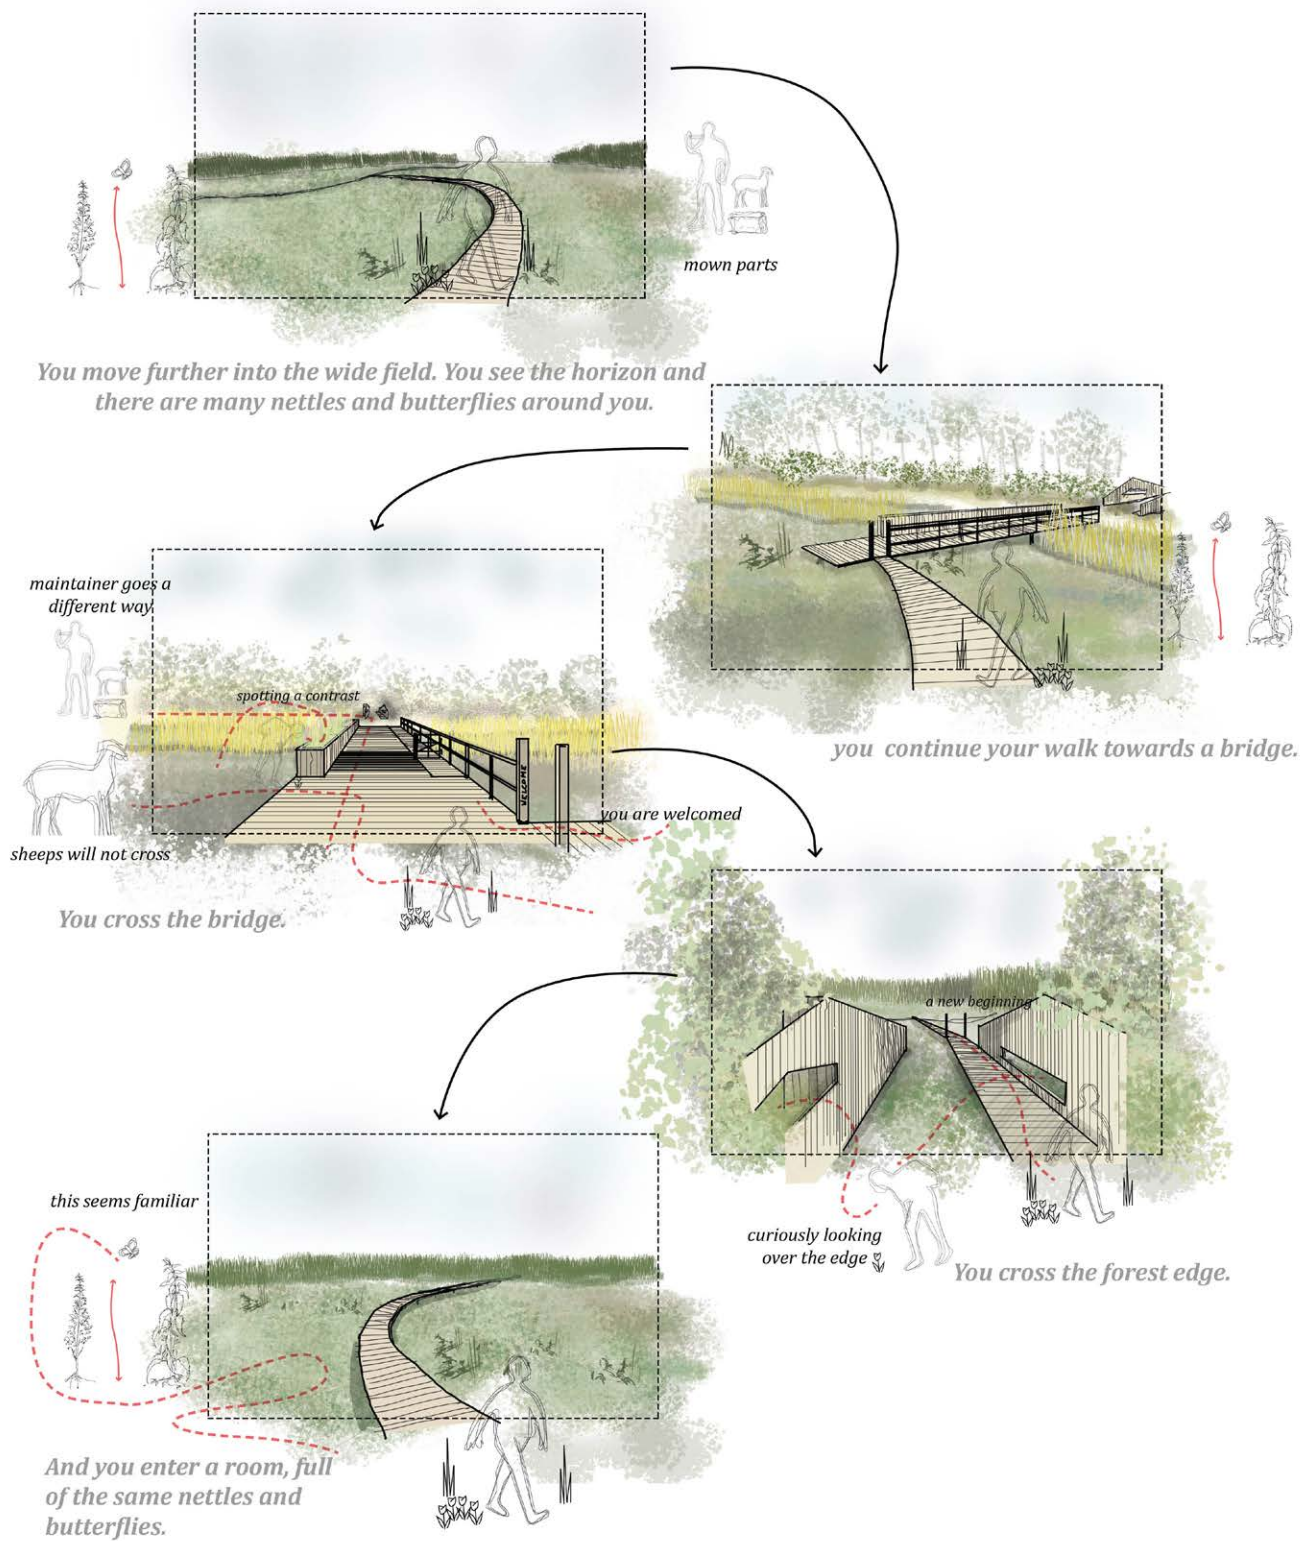 mown parts
You move further into the wide field. You see the horizon and
there are many nettles and butterflies around you.
you  continue your walk towards a bridge.
maintainer goes a
different way
spotting a contrast
WELCOME
you are welcomed
sheeps will not cross
You cross the bridge.
a new beginning
curiously looking
over the edge
You cross the forest edge.
this seems familiar
And you enter a room, full
of the same nettles and
butterflies.